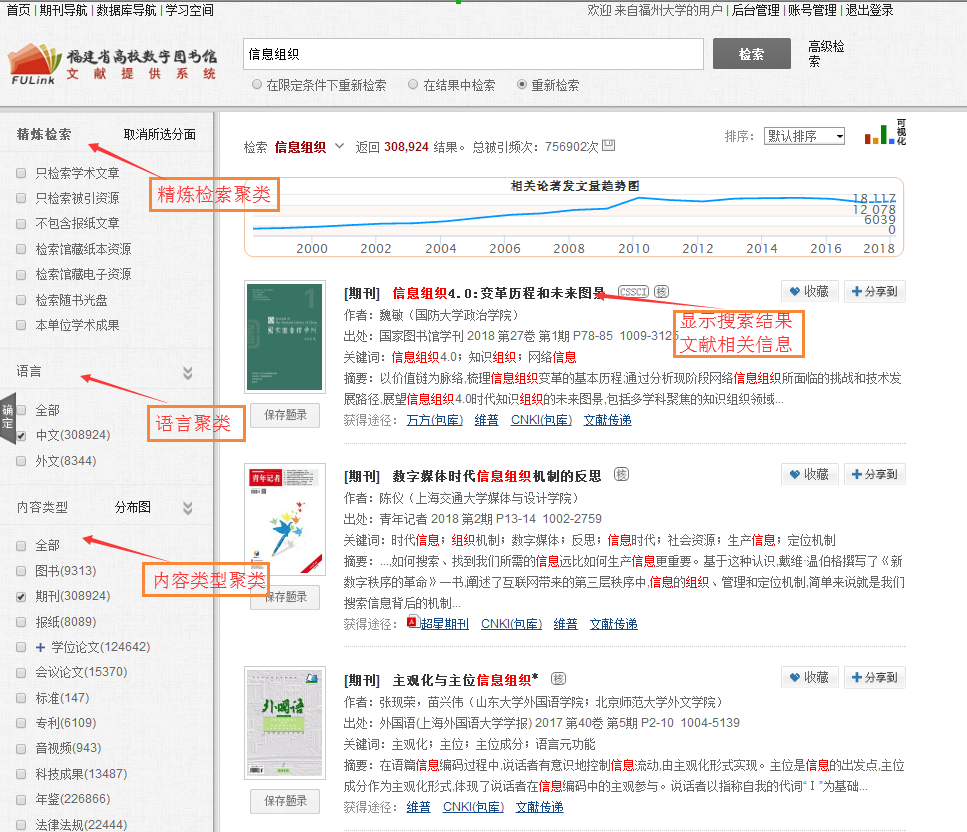 首页 | 期刊导航 | 数据库导航 | 学习空间
欢迎 来自福州大学的用户 | 后台管理 | 账号管理 | 退出登录
福建省高校数字图书馆
文献提供系统
FULink
信息组织
检索
高级检索
在限定条件下重新检索 在结果中检索 重新检索
精炼检索 取消所选分面
只检索学术文章
只检索被引资源
不包含报纸文章
检索馆藏纸本资源
检索馆藏电子资源
检索随书光盘
本单位学术成果
精炼检索聚类
语言
全部
中文(308924)
外文(8344)
确定
语言聚类
内容类型 分布图
全部
图书(9313)
期刊(308924)
报纸(8089)
学位论文(124642)
会议论文(15370)
标准(147)
专利(6109)
音视频(943)
科技成果(13487)
年鉴(226866)
法律法规(22444)
内容类型聚类
检索 信息组织 返回 308,924 结果。总被引频次: 756902次
排序: 默认排序 可视化
相关论著发文量趋势图
18,117
12 078
6039
0
2000 2002 2004 2006 2008 2010 2012 2014 2016 2018
[期刊] 信息组织4.0:变革历程和未来图景 CSSCI 核
收藏 分享到
作者：魏敏（国防大学政治学院）
出处：国家图书馆学刊 2018 第27卷 第1期 P78-85 1009-3125
关键词：信息组织4.0；知识组织；网络信息
摘要：以价值链为脉络,梳理信息组织变革的基本历程;通过分析现阶段网络信息组织所面临的挑战和技术发
展路径,展望信息组织4.0时代知识组织的未来图景,包括多学科聚焦的知识组织领域...
获得途径： 万方(包库) 维普 CNKI(包库) 文献传递
保存题录
显示搜索结果
文献相关信息
[期刊] 数字媒体时代信息组织机制的反思 核
收藏 分享到
青年记者
作者：陈仪（上海交通大学媒体与设计学院）
出处：青年记者 2018 第2期 P13-14 1002-2759
关键词：时代信息；组织机制；数字媒体；反思；信息时代；社会资源；生产信息；定位机制
摘要：...,如何搜索、找到我们所需的信息远比如何生产信息更重要。基于这种认识,戴维·温伯格撰写了《新
数字秩序的革命》一书,阐述了互联网带来的第三层秩序中,信息的组织、管理和定位机制,简单来说就是我们
搜索信息背后的机制...
获得途径： 超星期刊 CNKI(包库) 维普 文献传递
保存题录
[期刊] 主观化与主位信息组织* 核
收藏 分享到
外国语
作者：张现荣，苗兴伟（山东大学外国语学院；北京师范大学外文学院）
出处：外国语(上海外国语大学学报) 2017 第40卷 第5期 P2-10 1004-5139
关键词：主观化；主位；主位成分；语言元功能
摘要：在语篇信息编码过程中,说话者有意识地控制信息流动,由主观化形式实现。主位是信息的出发点,主位
成分作为主观化形式,体现了说话者在信息编码中的主观参与。说话者以指称自我的代词“Ⅰ”为基础...
获得途径： 维普 CNKI(包库) 文献传递
保存题录